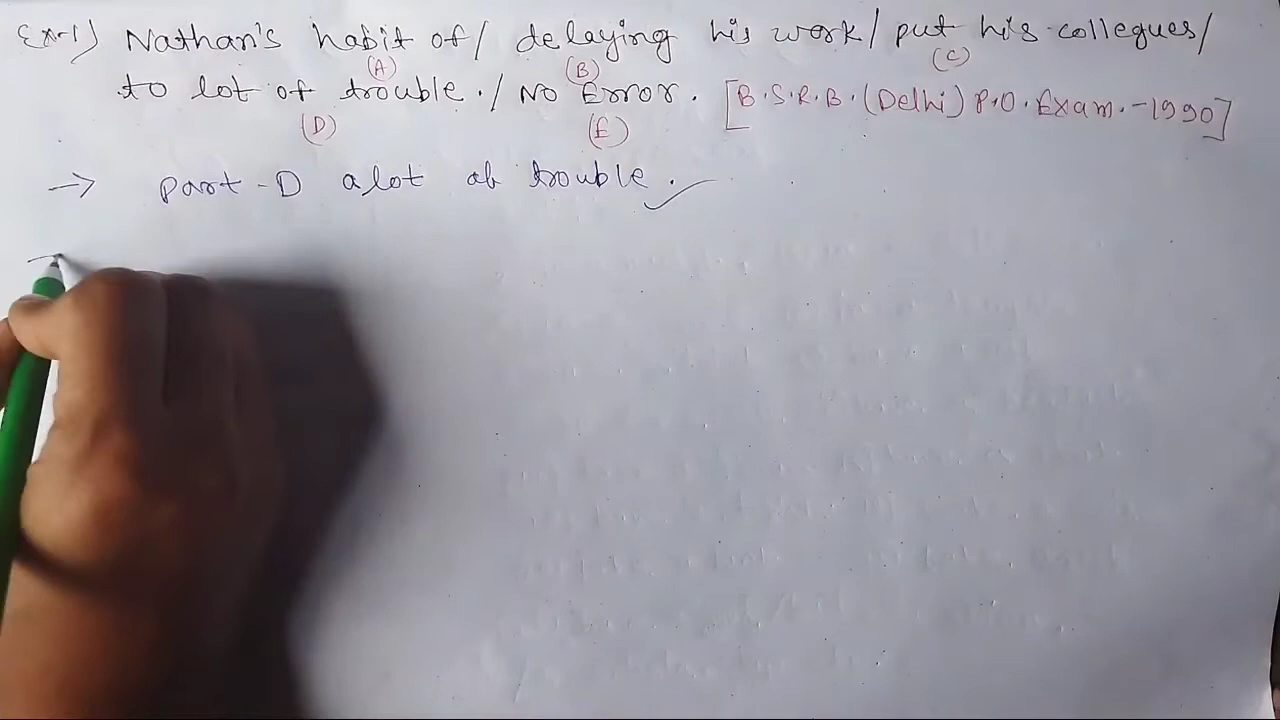 Ex-1) Nathan's habit of/ delaying his work/ put his collegues/
(A) (B) (C)
to lot of trouble./ No Error. [B.S.R.B. (Delhi) P.O. Exam.-1990]
(D) (E)
→ part-D a lot of trouble. ✓